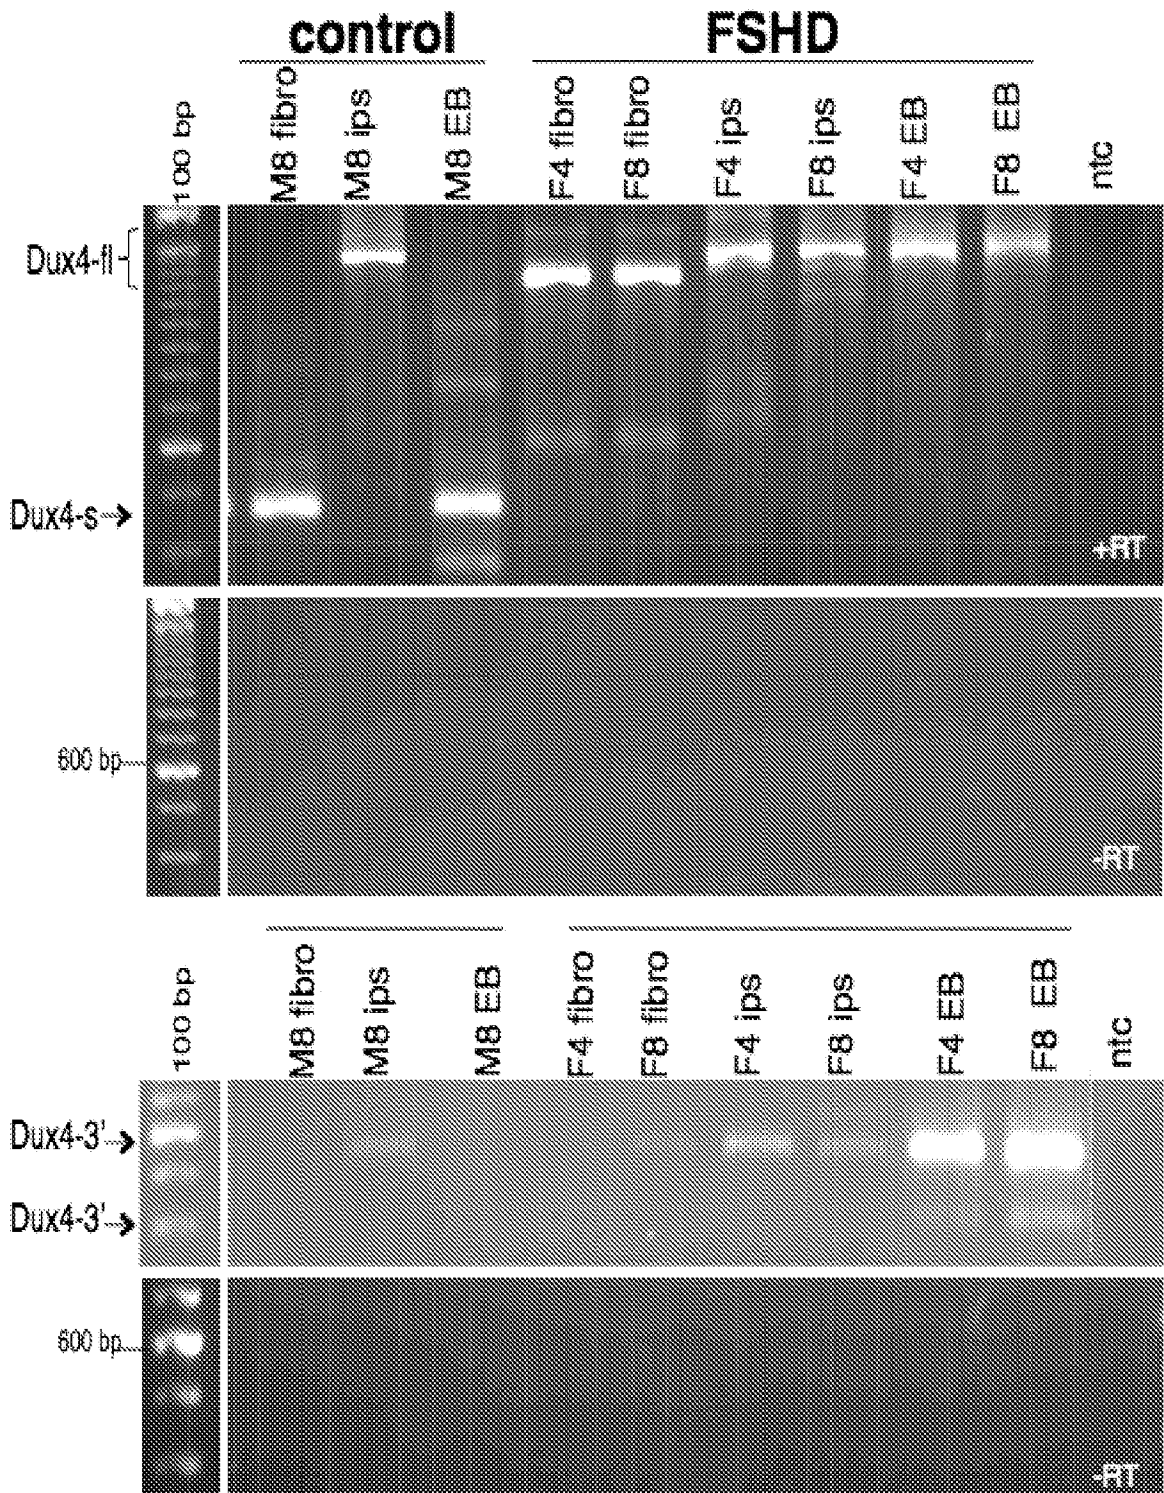 control FSHD
100 bp M8 fibro M8 ips M8 EB F4 fibro F8 fibro F4 ips F8 ips F4 EB F8 EB ntc
Dux4-fl
Dux4-s
+RT
600 bp
-RT
100 bp M8 fibro M8 ips M8 EB F4 fibro F8 fibro F4 ips F8 ips F4 EB F8 EB ntc
Dux4-3'
Dux4-3'
600 bp
-RT